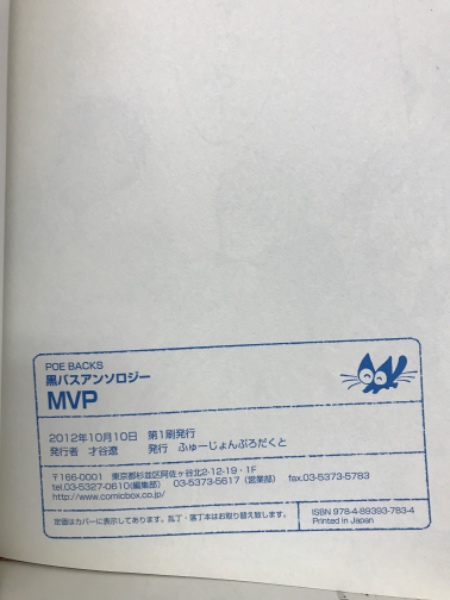 POE BACKS
黒バスアンソロジー
MVP
2012年10月10日 第1刷発行
発行者 才谷遼 発行 ふゅーじょんぷろだくと
〒166-0001 東京都杉並区阿佐ヶ谷北2-12-19・1F
tel.03-5327-0610(編集部) 03-5373-5617（営業部） fax.03-5373-5783
http://www.comicbox.co.jp/
定価はカバーに表示してあります。乱丁・落丁本はお取り替え致します。
ISBN 978-4-89393-783-4
Printed in Japan